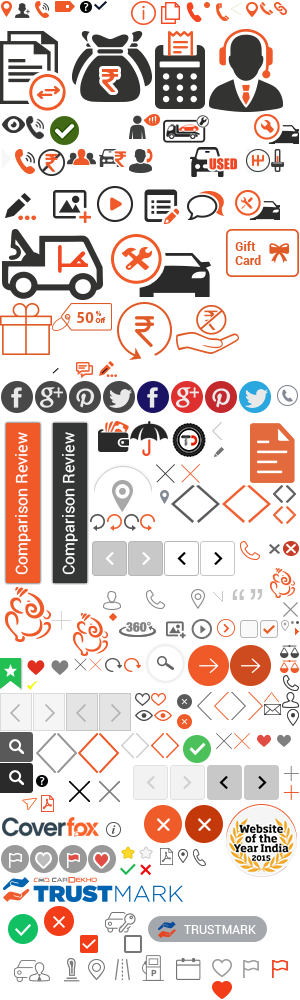 USED
Gift
Card
50%
Off
Comparison Review
Comparison Review
360°
Coverfox
Website
of the
Year India
2015
CARDEKHO
TRUSTMARK
TRUSTMARK